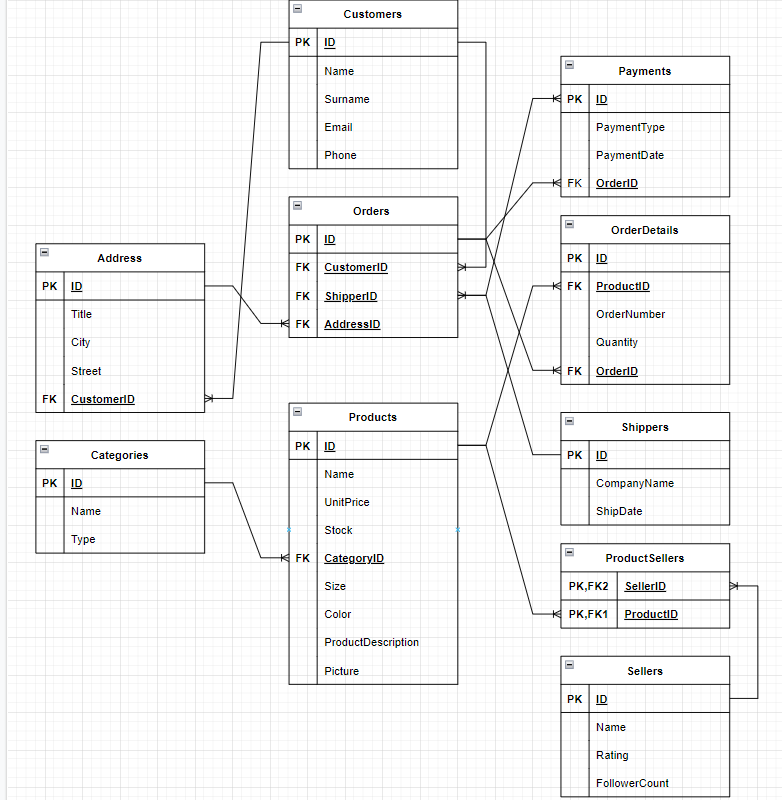 Customers
PK ID
Name
Surname
Email
Phone
Payments
PK ID
PaymentType
PaymentDate
FK OrderID
Orders
PK ID
FK CustomerID
FK ShipperID
FK AddressID
OrderDetails
PK ID
FK ProductID
OrderNumber
Quantity
FK OrderID
Address
PK ID
Title
City
Street
FK CustomerID
Products
PK ID
Name
UnitPrice
Stock
FK CategoryID
Size
Color
ProductDescription
Picture
Shippers
PK ID
CompanyName
ShipDate
Categories
PK ID
Name
Type
ProductSellers
PK,FK2 SellerID
PK,FK1 ProductID
Sellers
PK ID
Name
Rating
FollowerCount